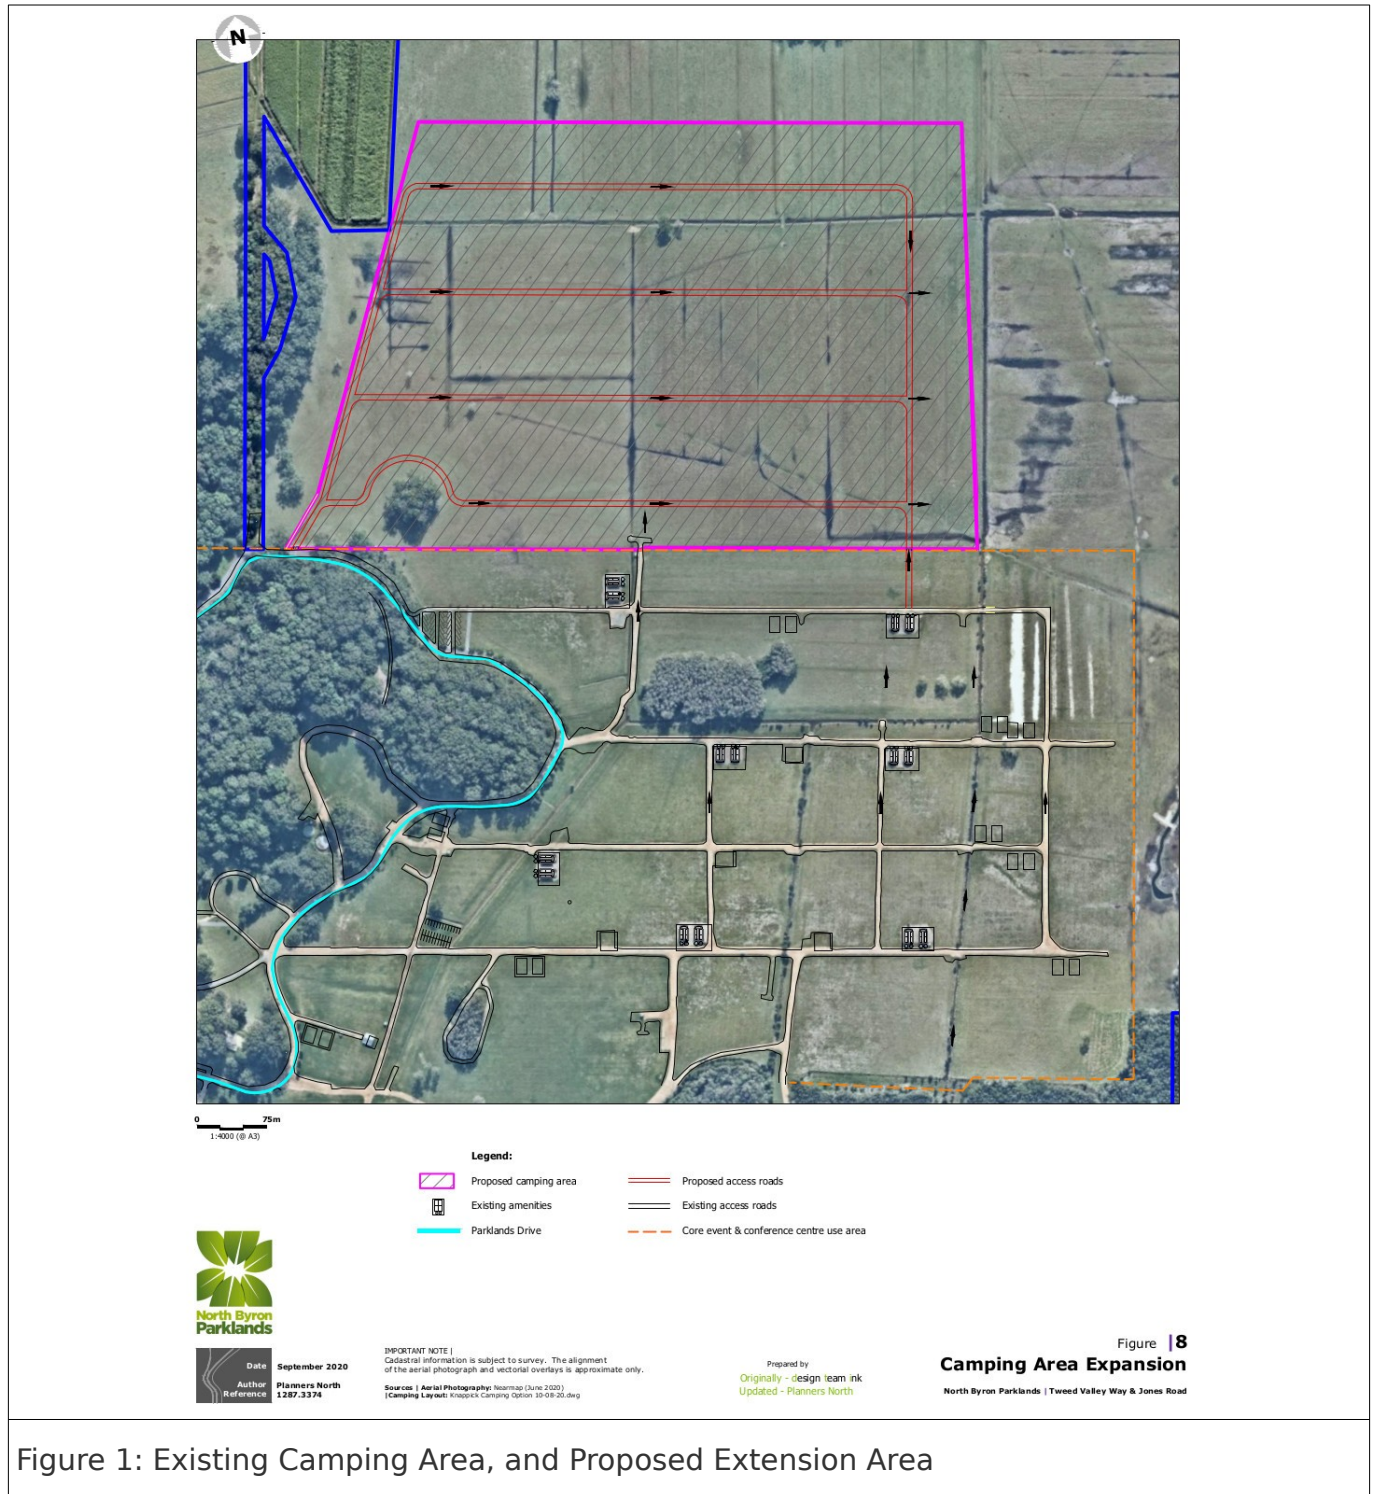 N
0 75m
1:4000 (@ A3)
Legend:
Proposed camping area
Proposed access roads
Existing amenities
Existing access roads
Parklands Drive
Core event & conference centre use area
North Byron
Parklands
Date September 2020
Author Planners North
Reference 1287.3374
IMPORTANT NOTE |
Cadastral information is subject to survey. The alignment
of the aerial photograph and vectorial overlays is approximate only.
Sources | Aerial Photography: Nearmap (June 2020)
|Camping Layout: Knappick Camping Option 10-08-20.dwg
Prepared by
Originally - design team ink
Updated - Planners North
Figure |8
Camping Area Expansion
North Byron Parklands | Tweed Valley Way & Jones Road
Figure 1: Existing Camping Area, and Proposed Extension Area